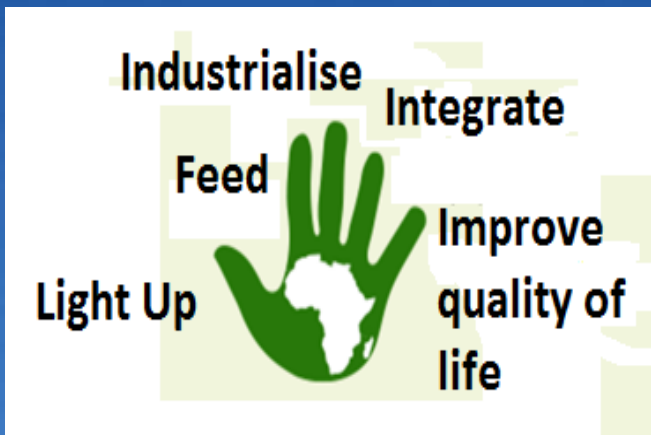 Industrialise
Integrate
Feed
Improve
quality of
life
Light Up